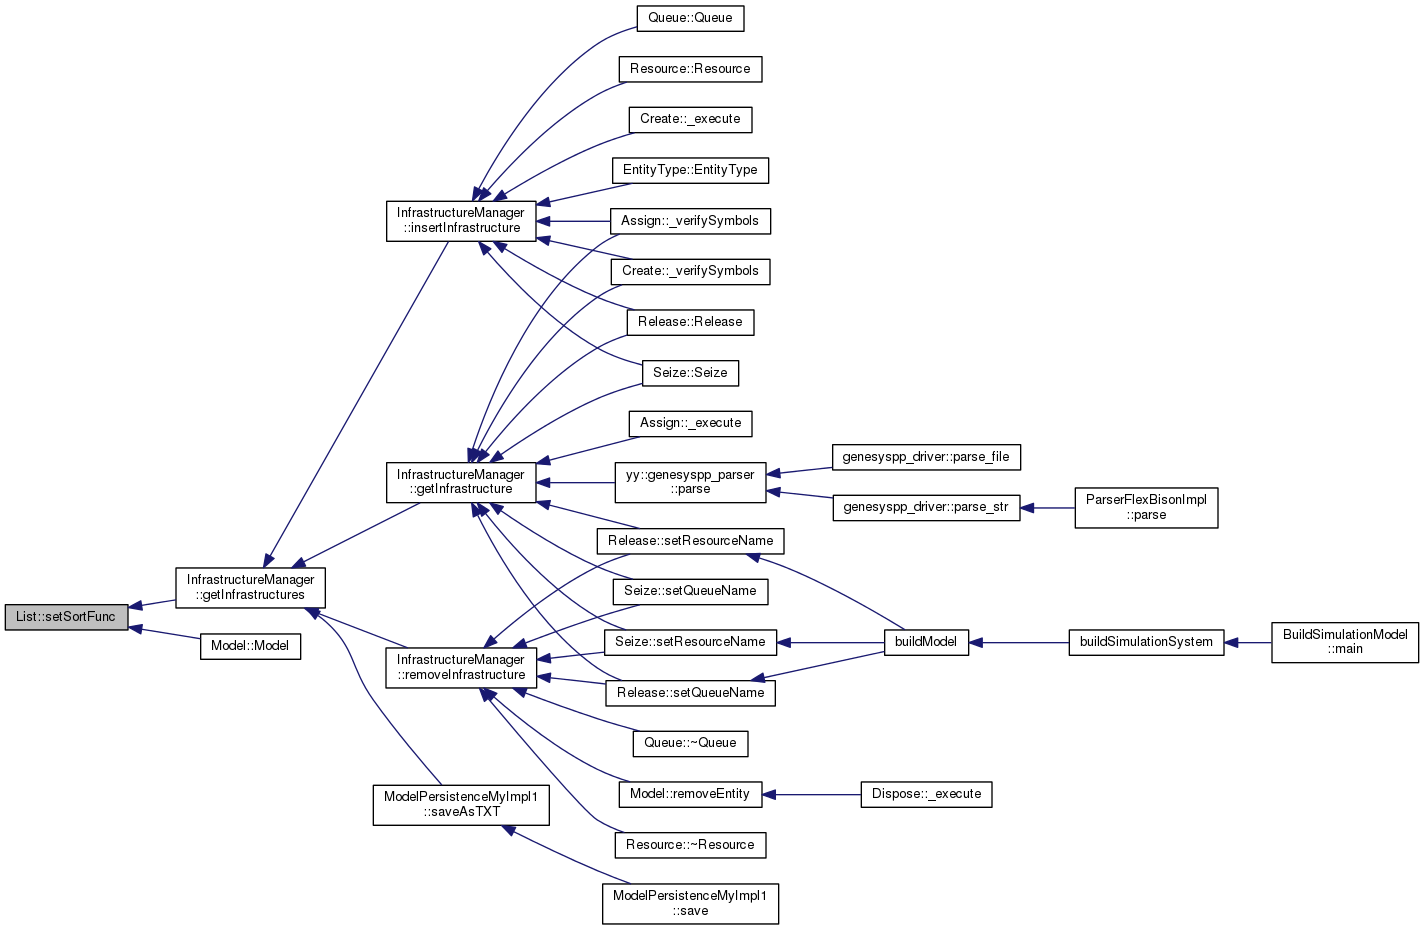 Queue::Queue
Resource::Resource
Create::_execute
EntityType::EntityType
InfrastructureManager
::insertInfrastructure
Assign::_verifySymbols
Create::_verifySymbols
Release::Release
Seize::Seize
Assign::_execute
InfrastructureManager
::getInfrastructure
yy::genesyspp_parser
::parse
genesyspp_driver::parse_file
genesyspp_driver::parse_str
ParserFlexBisonImpl
::parse
Release::setResourceName
InfrastructureManager
::getInfrastructures
Seize::setQueueName
List::setSortFunc
Model::Model
InfrastructureManager
::removeInfrastructure
Seize::setResourceName
buildModel
buildSimulationSystem
BuildSimulationModel
::main
Release::setQueueName
Queue::~Queue
ModelPersistenceMyImpl1
::saveAsTXT
Model::removeEntity
Dispose::_execute
Resource::~Resource
ModelPersistenceMyImpl1
::save